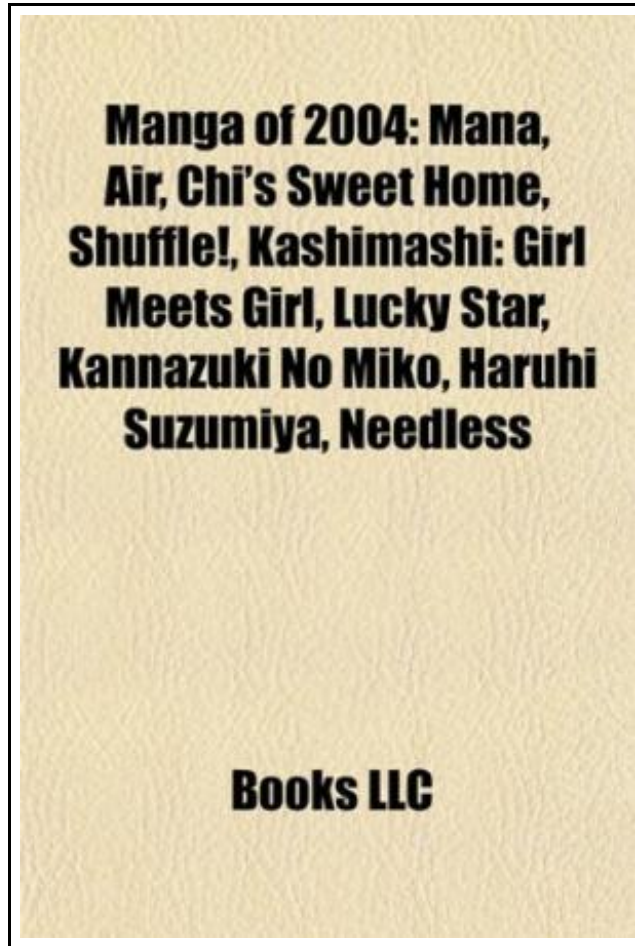 Manga of 2004: Mana,
Air, Chi's Sweet Home,
Shuffle!, Kashimashi: Girl
Meets Girl, Lucky Star,
Kannazuki No Miko, Haruhi
Suzumiya, Needless
Books LLC